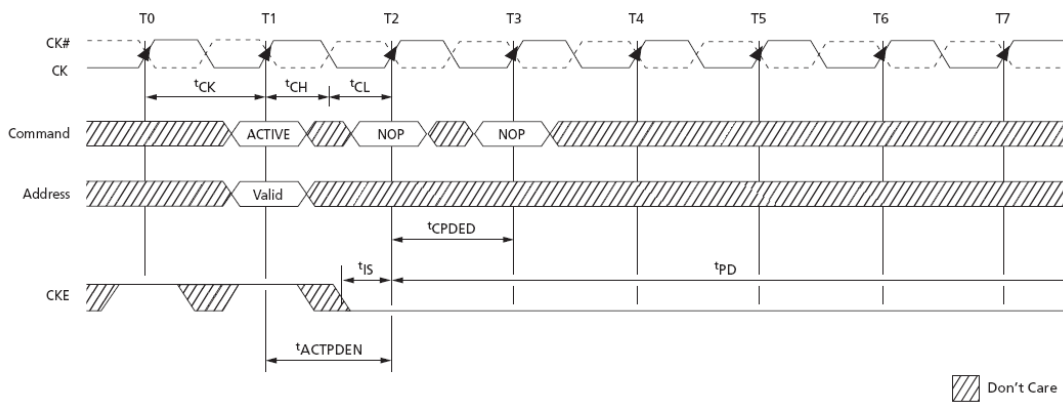 T0 T1 T2 T3 T4 T5 T6 T7
CK#
CK
tCK tCH tCL
Command ACTIVE NOP NOP
Address Valid
tCPDED
tIS tPD
CKE
tACTPDEN
Don't Care